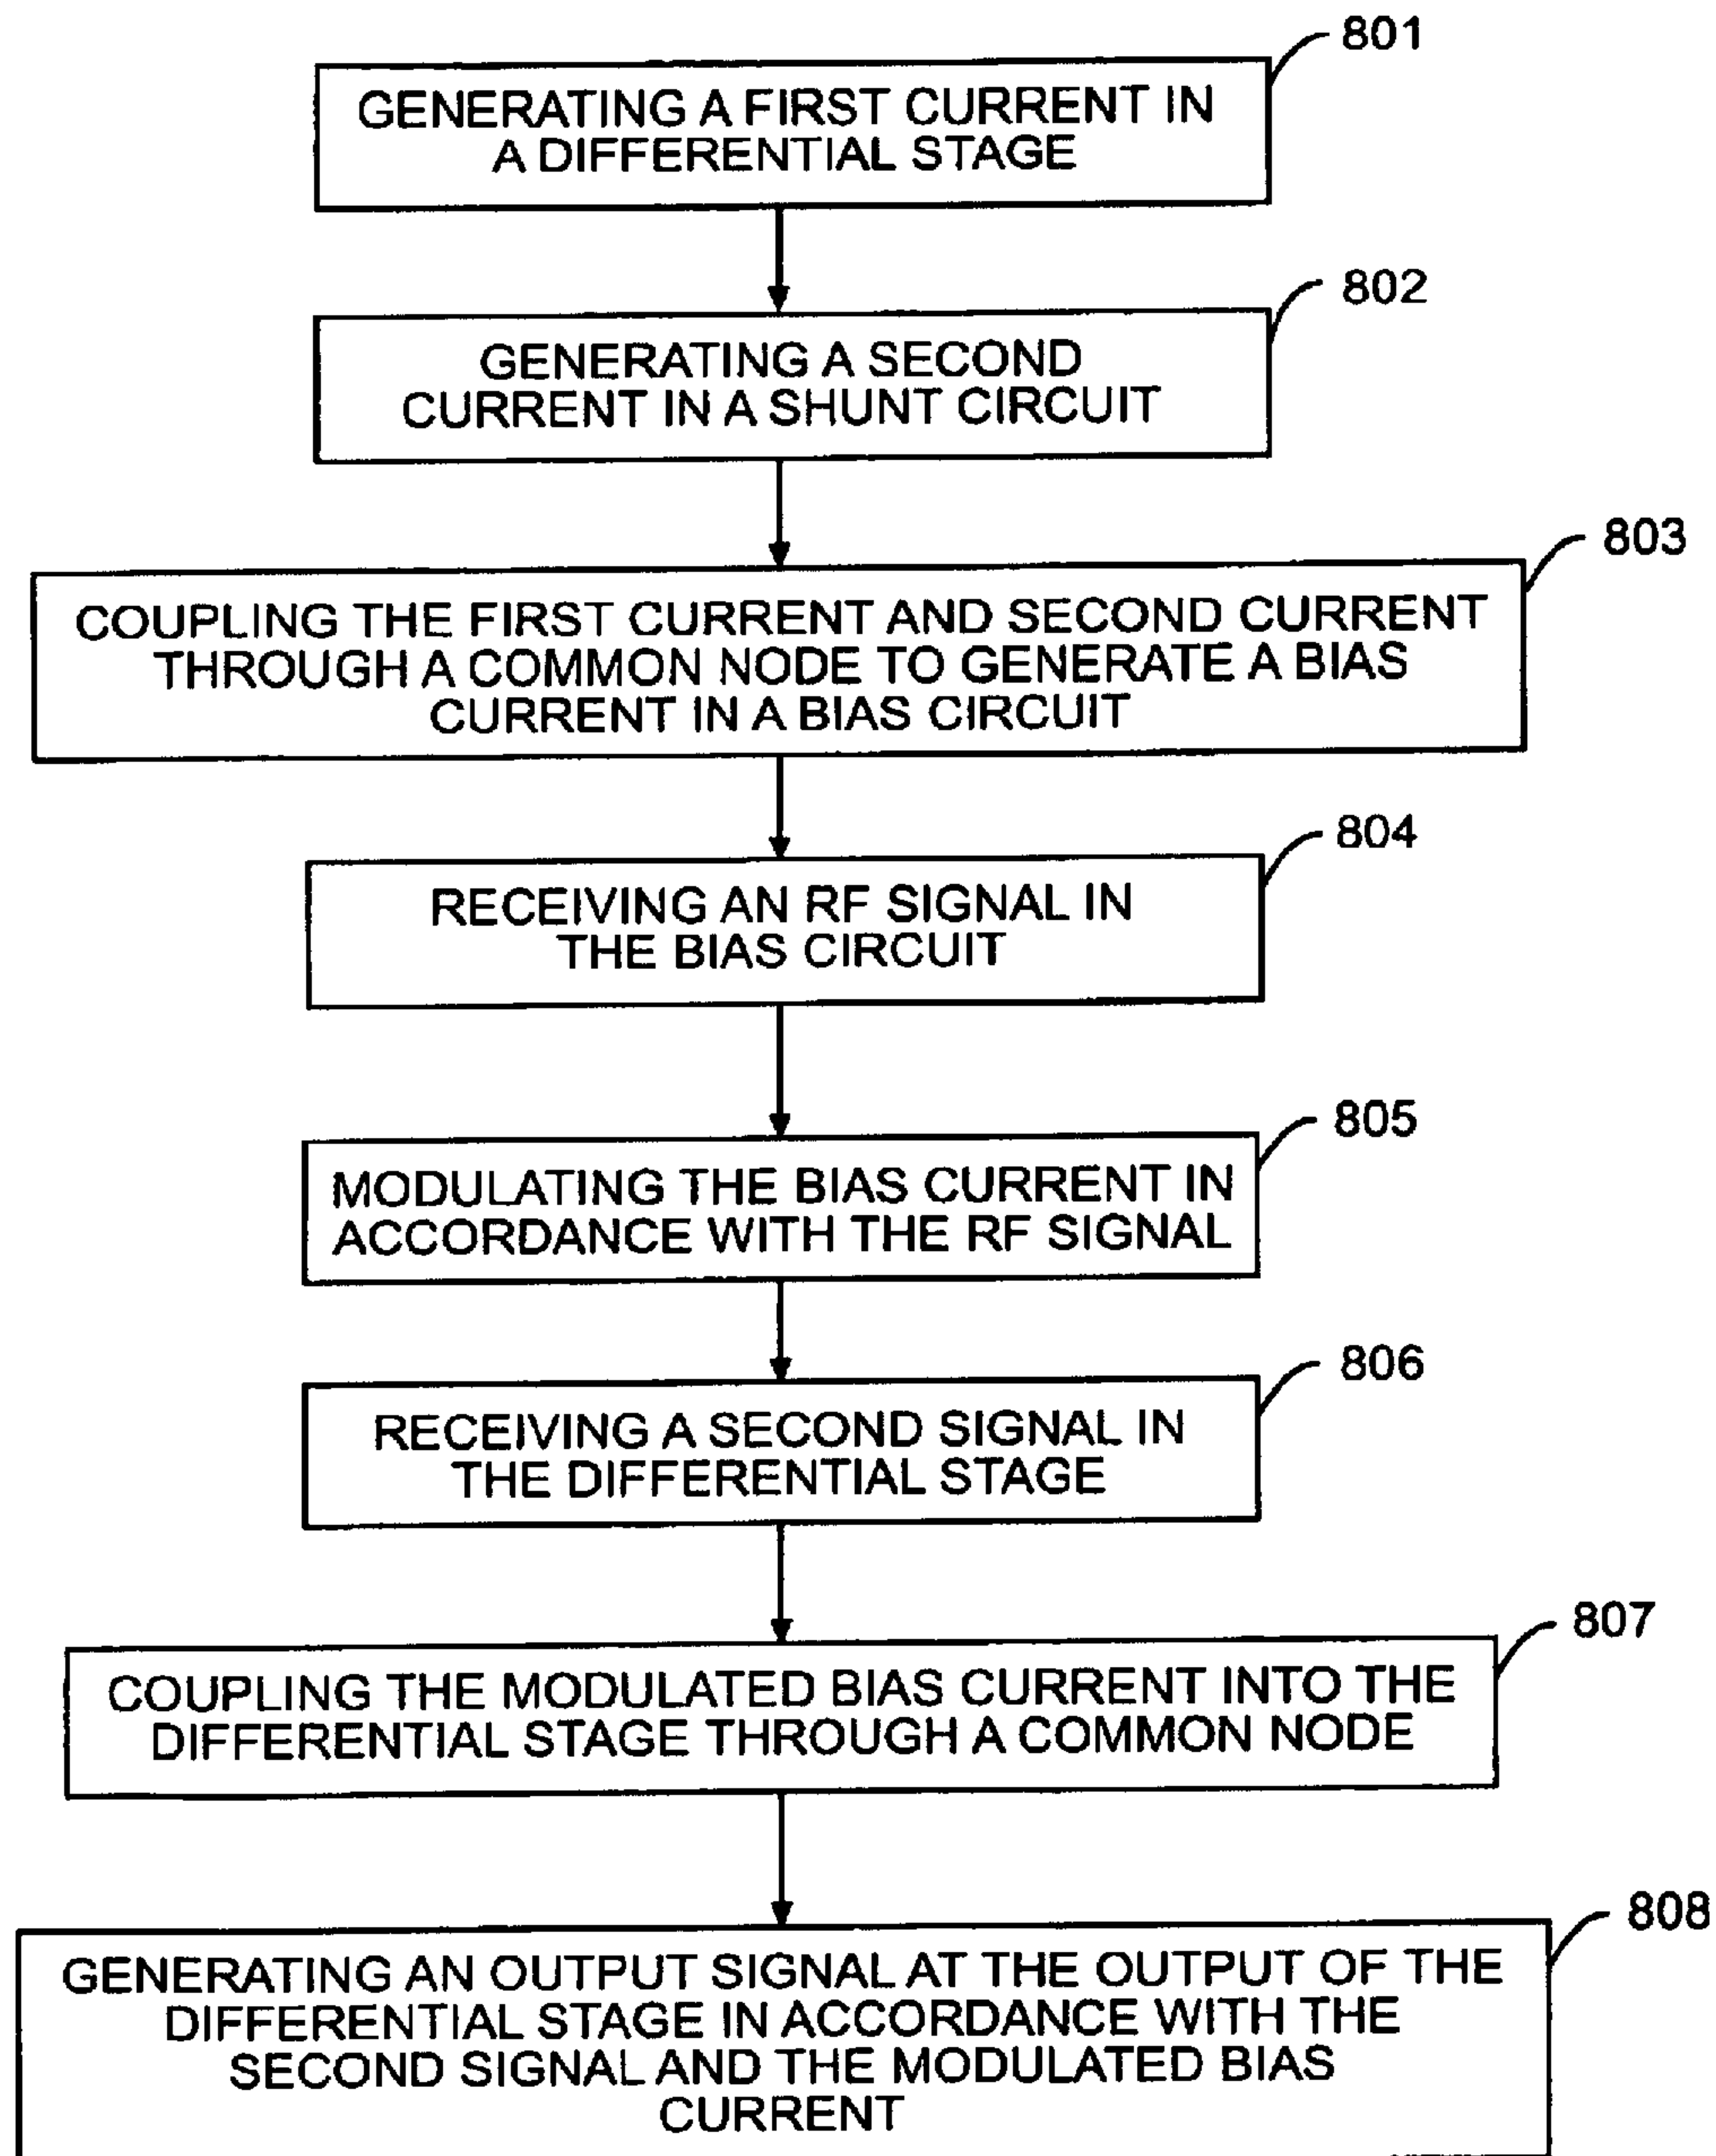 801
GENERATING A FIRST CURRENT IN
A DIFFERENTIAL STAGE
802
GENERATING A SECOND
CURRENT IN A SHUNT CIRCUIT
803
COUPLING THE FIRST CURRENT AND SECOND CURRENT
THROUGH A COMMON NODE TO GENERATE A BIAS
CURRENT IN A BIAS CIRCUIT
804
RECEIVING AN RF SIGNAL IN
THE BIAS CIRCUIT
805
MODULATING THE BIAS CURRENT IN
ACCORDANCE WITH THE RF SIGNAL
806
RECEIVING A SECOND SIGNAL IN
THE DIFFERENTIAL STAGE
807
COUPLING THE MODULATED BIAS CURRENT INTO THE
DIFFERENTIAL STAGE THROUGH A COMMON NODE
808
GENERATING AN OUTPUT SIGNAL AT THE OUTPUT OF THE
DIFFERENTIAL STAGE IN ACCORDANCE WITH THE
SECOND SIGNAL AND THE MODULATED BIAS
CURRENT